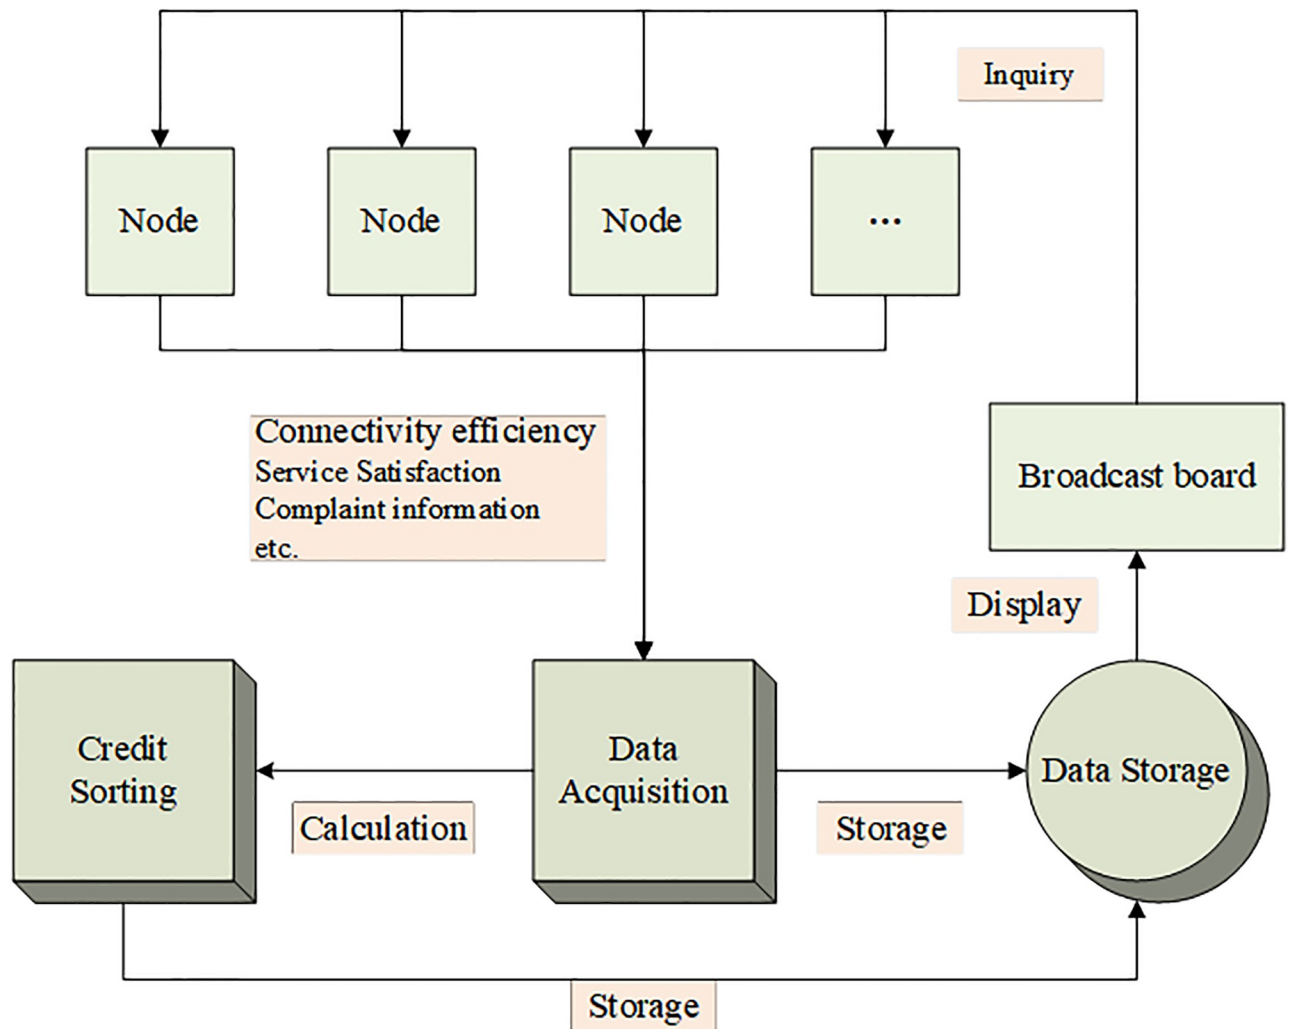 Inquiry
Node
Node
Node
...
Connectivity efficiency
Service Satisfaction
Complaint information
etc.
Broadcast board
Display
Credit
Sorting
Data
Acquisition
Data Storage
Calculation
Storage
Storage